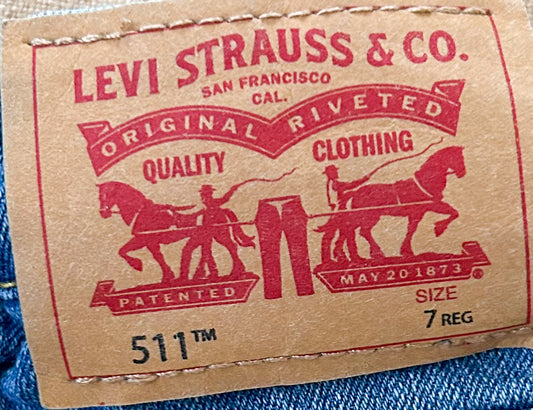 LEVI STRAUSS & CO.
SAN FRANCISCO
CAL.
ORIGINAL RIVETED
QUALITY CLOTHING
PATENTED MAY 20 1873 ®
511™
SIZE
7 REG